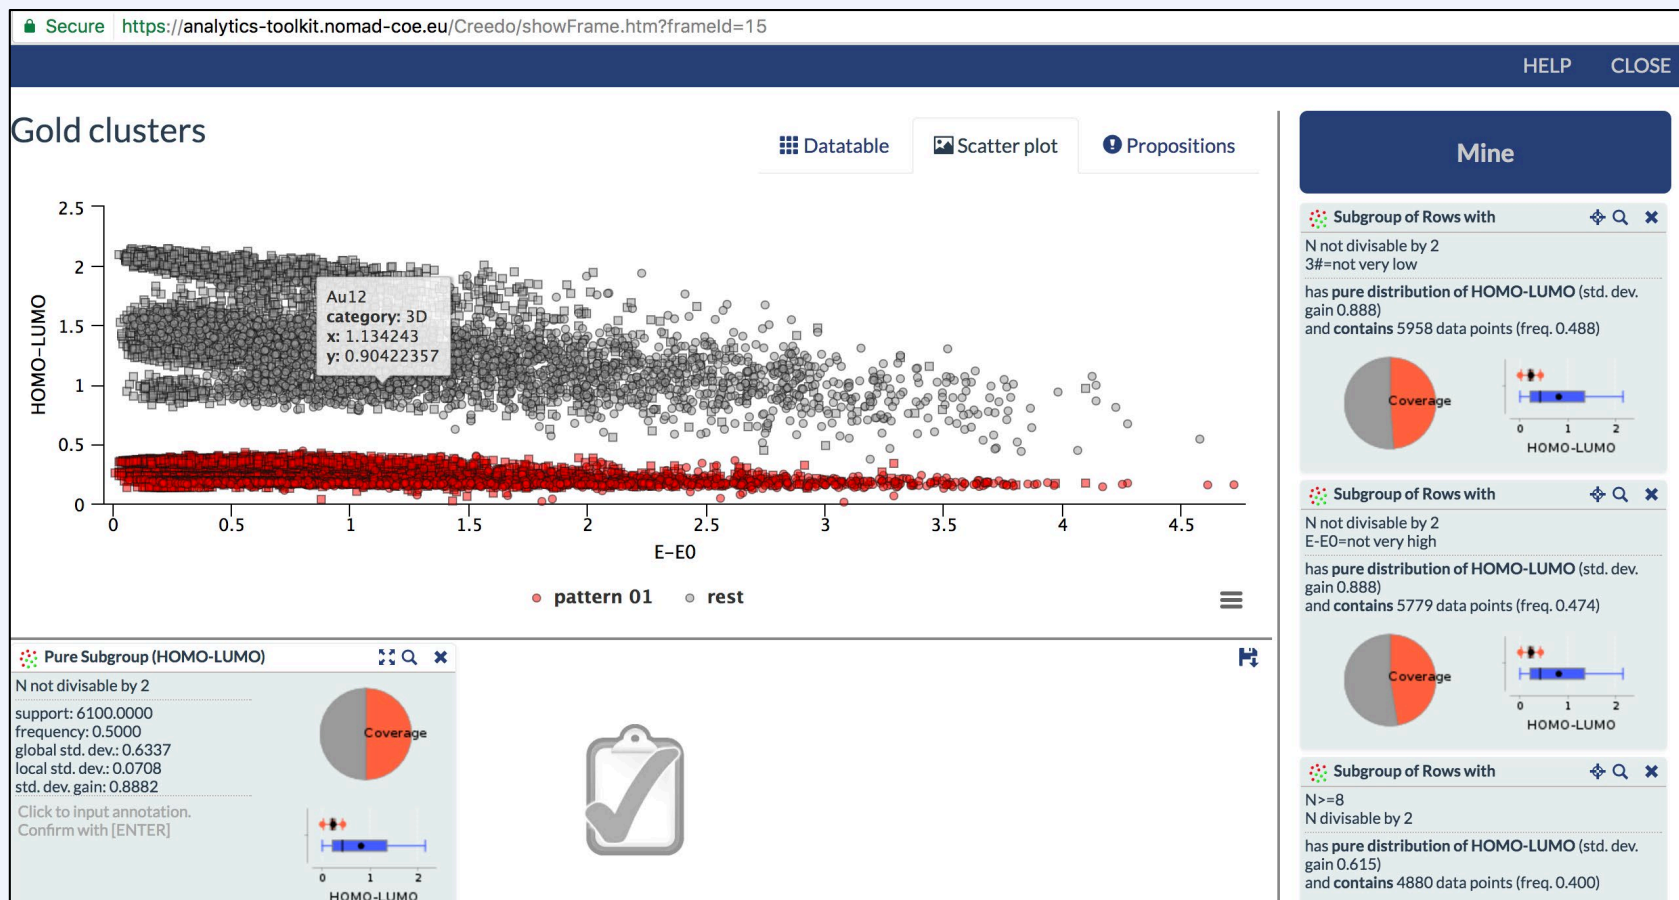 Secure https://analytics-toolkit.nomad-coe.eu/Creedo/showFrame.htm?frameId=15
HELP CLOSE
Gold clusters
Datatable Scatter plot Propositions
2.5
2
1.5
1
0.5
0
HOMO-LUMO
Au12
category: 3D
x: 1.134243
y: 0.90422357
0 0.5 1 1.5 2 2.5 3 3.5 4 4.5
E-E0
pattern 01 rest
Pure Subgroup (HOMO-LUMO)
N not divisable by 2
support: 6100.0000
frequency: 0.5000
global std. dev.: 0.6337
local std. dev.: 0.0708
std. dev. gain: 0.8882
Click to input annotation.
Confirm with [ENTER]
Coverage
0 1 2
HOMO-LUMO
Mine
Subgroup of Rows with
N not divisable by 2
3#=not very low
has pure distribution of HOMO-LUMO (std. dev.
gain 0.888)
and contains 5958 data points (freq. 0.488)
Coverage
0 1 2
HOMO-LUMO
Subgroup of Rows with
N not divisable by 2
E-E0=not very high
has pure distribution of HOMO-LUMO (std. dev.
gain 0.888)
and contains 5779 data points (freq. 0.474)
Coverage
0 1 2
HOMO-LUMO
Subgroup of Rows with
N>=8
N divisable by 2
has pure distribution of HOMO-LUMO (std. dev.
gain 0.615)
and contains 4880 data points (freq. 0.400)